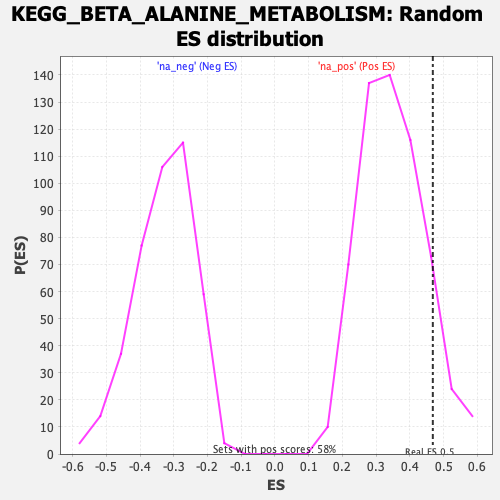 KEGG_BETA_ALANINE_METABOLISM: Random
ES distribution
'na_neg' (Neg ES)
'na_pos' (Pos ES)
140
130
120
110
100
90
80
70
60
50
40
30
20
10
0
P(ES)
Sets with pos scores: 58%
Real ES 0.5
-0.6 -0.5 -0.4 -0.3 -0.2 -0.1 0.0 0.1 0.2 0.3 0.4 0.5 0.6
ES